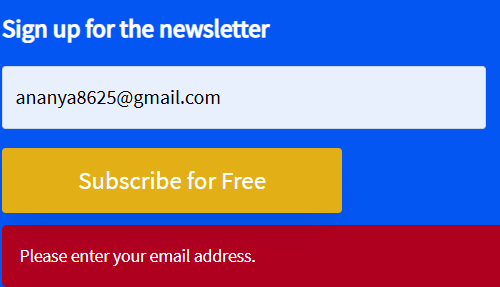 Sign up for the newsletter
ananya8625@gmail.com
Subscribe for Free
Please enter your email address.